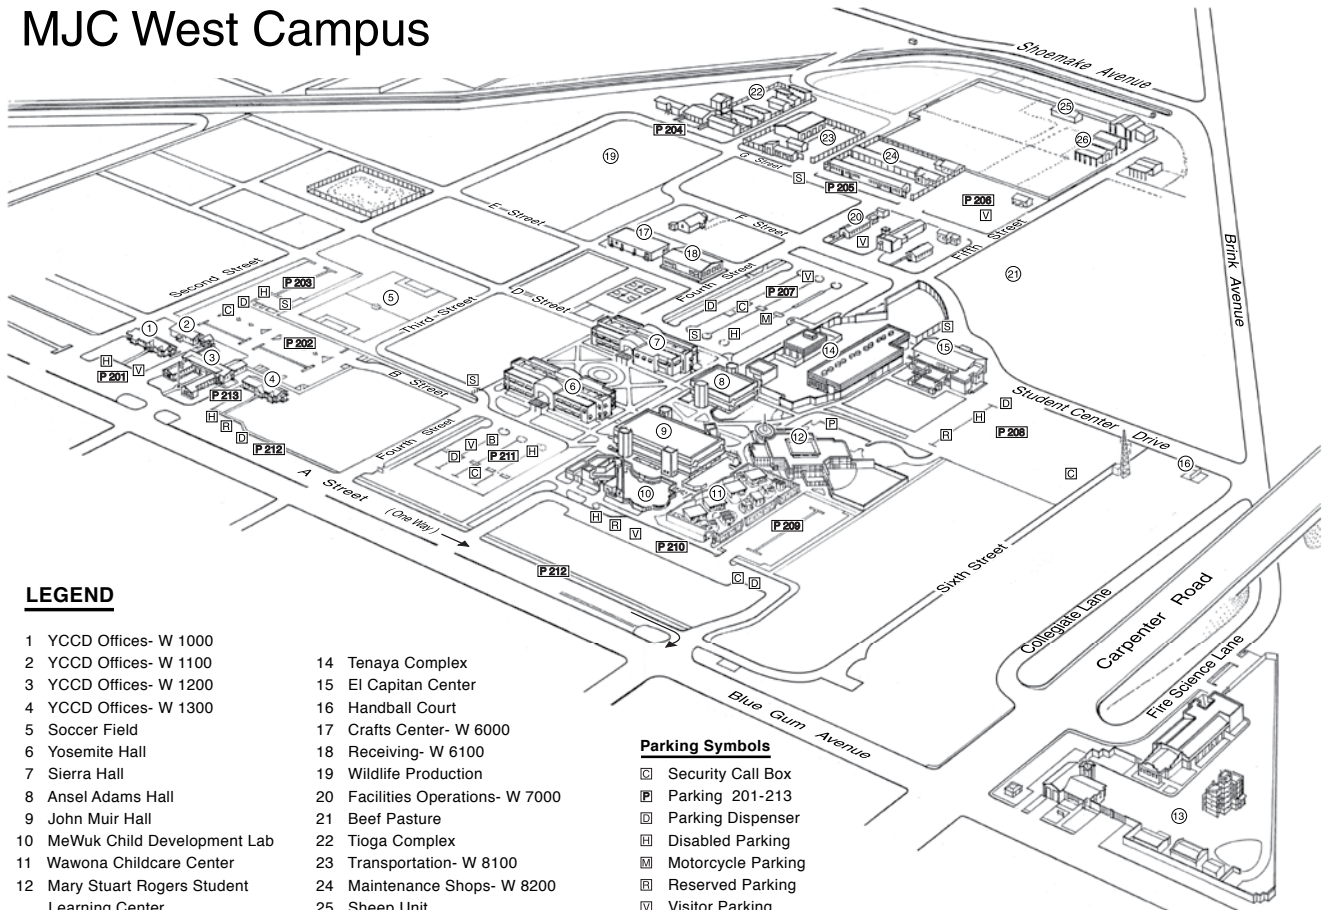 MJC West Campus
Shoemake Avenue
22
25
P 204
23
26
19
24
G Street
S
P 205
P 206
E-Street
20
V
17
F Street
V
Fifth Street
18
Brink Avenue
21
Second Street
Fourth Street
H
P 203
5
D
C
S
D-Street
V
P 207
D
C
M
Third-Street
1
2
S
H
7
S
14
15
3
P 202
H
V
P 201
4
B Street
S
6
8
P 213
Student Center Drive
H
R
D
P 212
Fourth Street
9
P
12
D
H
R
P 208
V
B
D
P 211
H
C
C
16
A Street
10
11
(One Way)
H
R
V
P 210
P 209
P 212
C
D
Sixth Street
Collegiate Lane
Carpenter Road
Fire Science Lane
Blue Gum Avenue
13
LEGEND
1 YCCD Offices- W 1000
2 YCCD Offices- W 1100
3 YCCD Offices- W 1200
4 YCCD Offices- W 1300
5 Soccer Field
6 Yosemite Hall
7 Sierra Hall
8 Ansel Adams Hall
9 John Muir Hall
10 MeWuk Child Development Lab
11 Wawona Childcare Center
12 Mary Stuart Rogers Student
Learning Center
14 Tenaya Complex
15 El Capitan Center
16 Handball Court
17 Crafts Center- W 6000
18 Receiving- W 6100
19 Wildlife Production
20 Facilities Operations- W 7000
21 Beef Pasture
22 Tioga Complex
23 Transportation- W 8100
24 Maintenance Shops- W 8200
25 Sheep Unit
Parking Symbols
C Security Call Box
P Parking 201-213
D Parking Dispenser
H Disabled Parking
M Motorcycle Parking
R Reserved Parking
V Visitor Parking